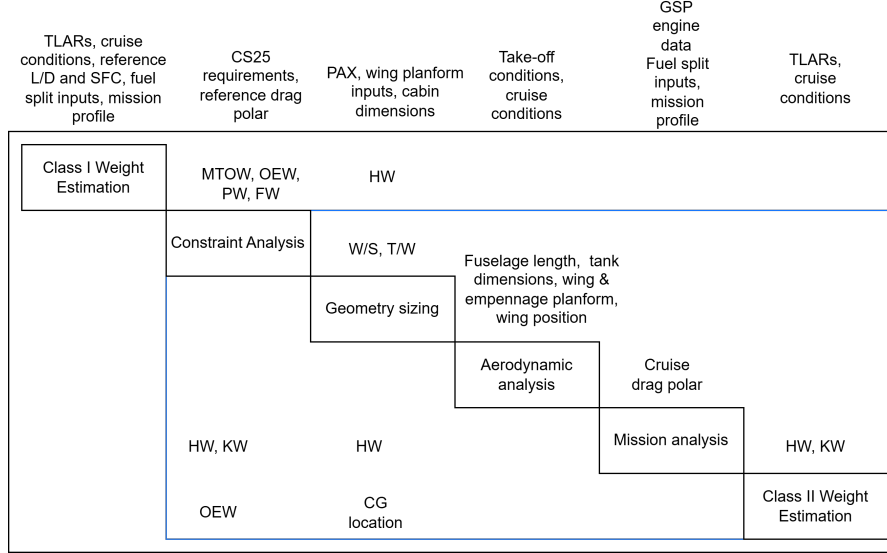 TLARs, cruise
conditions, reference
L/D and SFC, fuel
split inputs, mission
profile
CS25
requirements,
reference drag
polar
PAX, wing planform
inputs, cabin
dimensions
Take-off
conditions,
cruise
conditions
GSP
engine
data
Fuel split
inputs,
mission
profile
TLARs,
cruise
conditions
Class I Weight
Estimation
MTOW, OEW,
PW, FW
HW
Constraint Analysis
W/S, T/W
Geometry sizing
Fuselage length, tank
dimensions, wing &
empennage planform,
wing position
Aerodynamic
analysis
Cruise
drag polar
HW, KW
HW
Mission analysis
HW, KW
OEW
CG
location
Class II Weight
Estimation